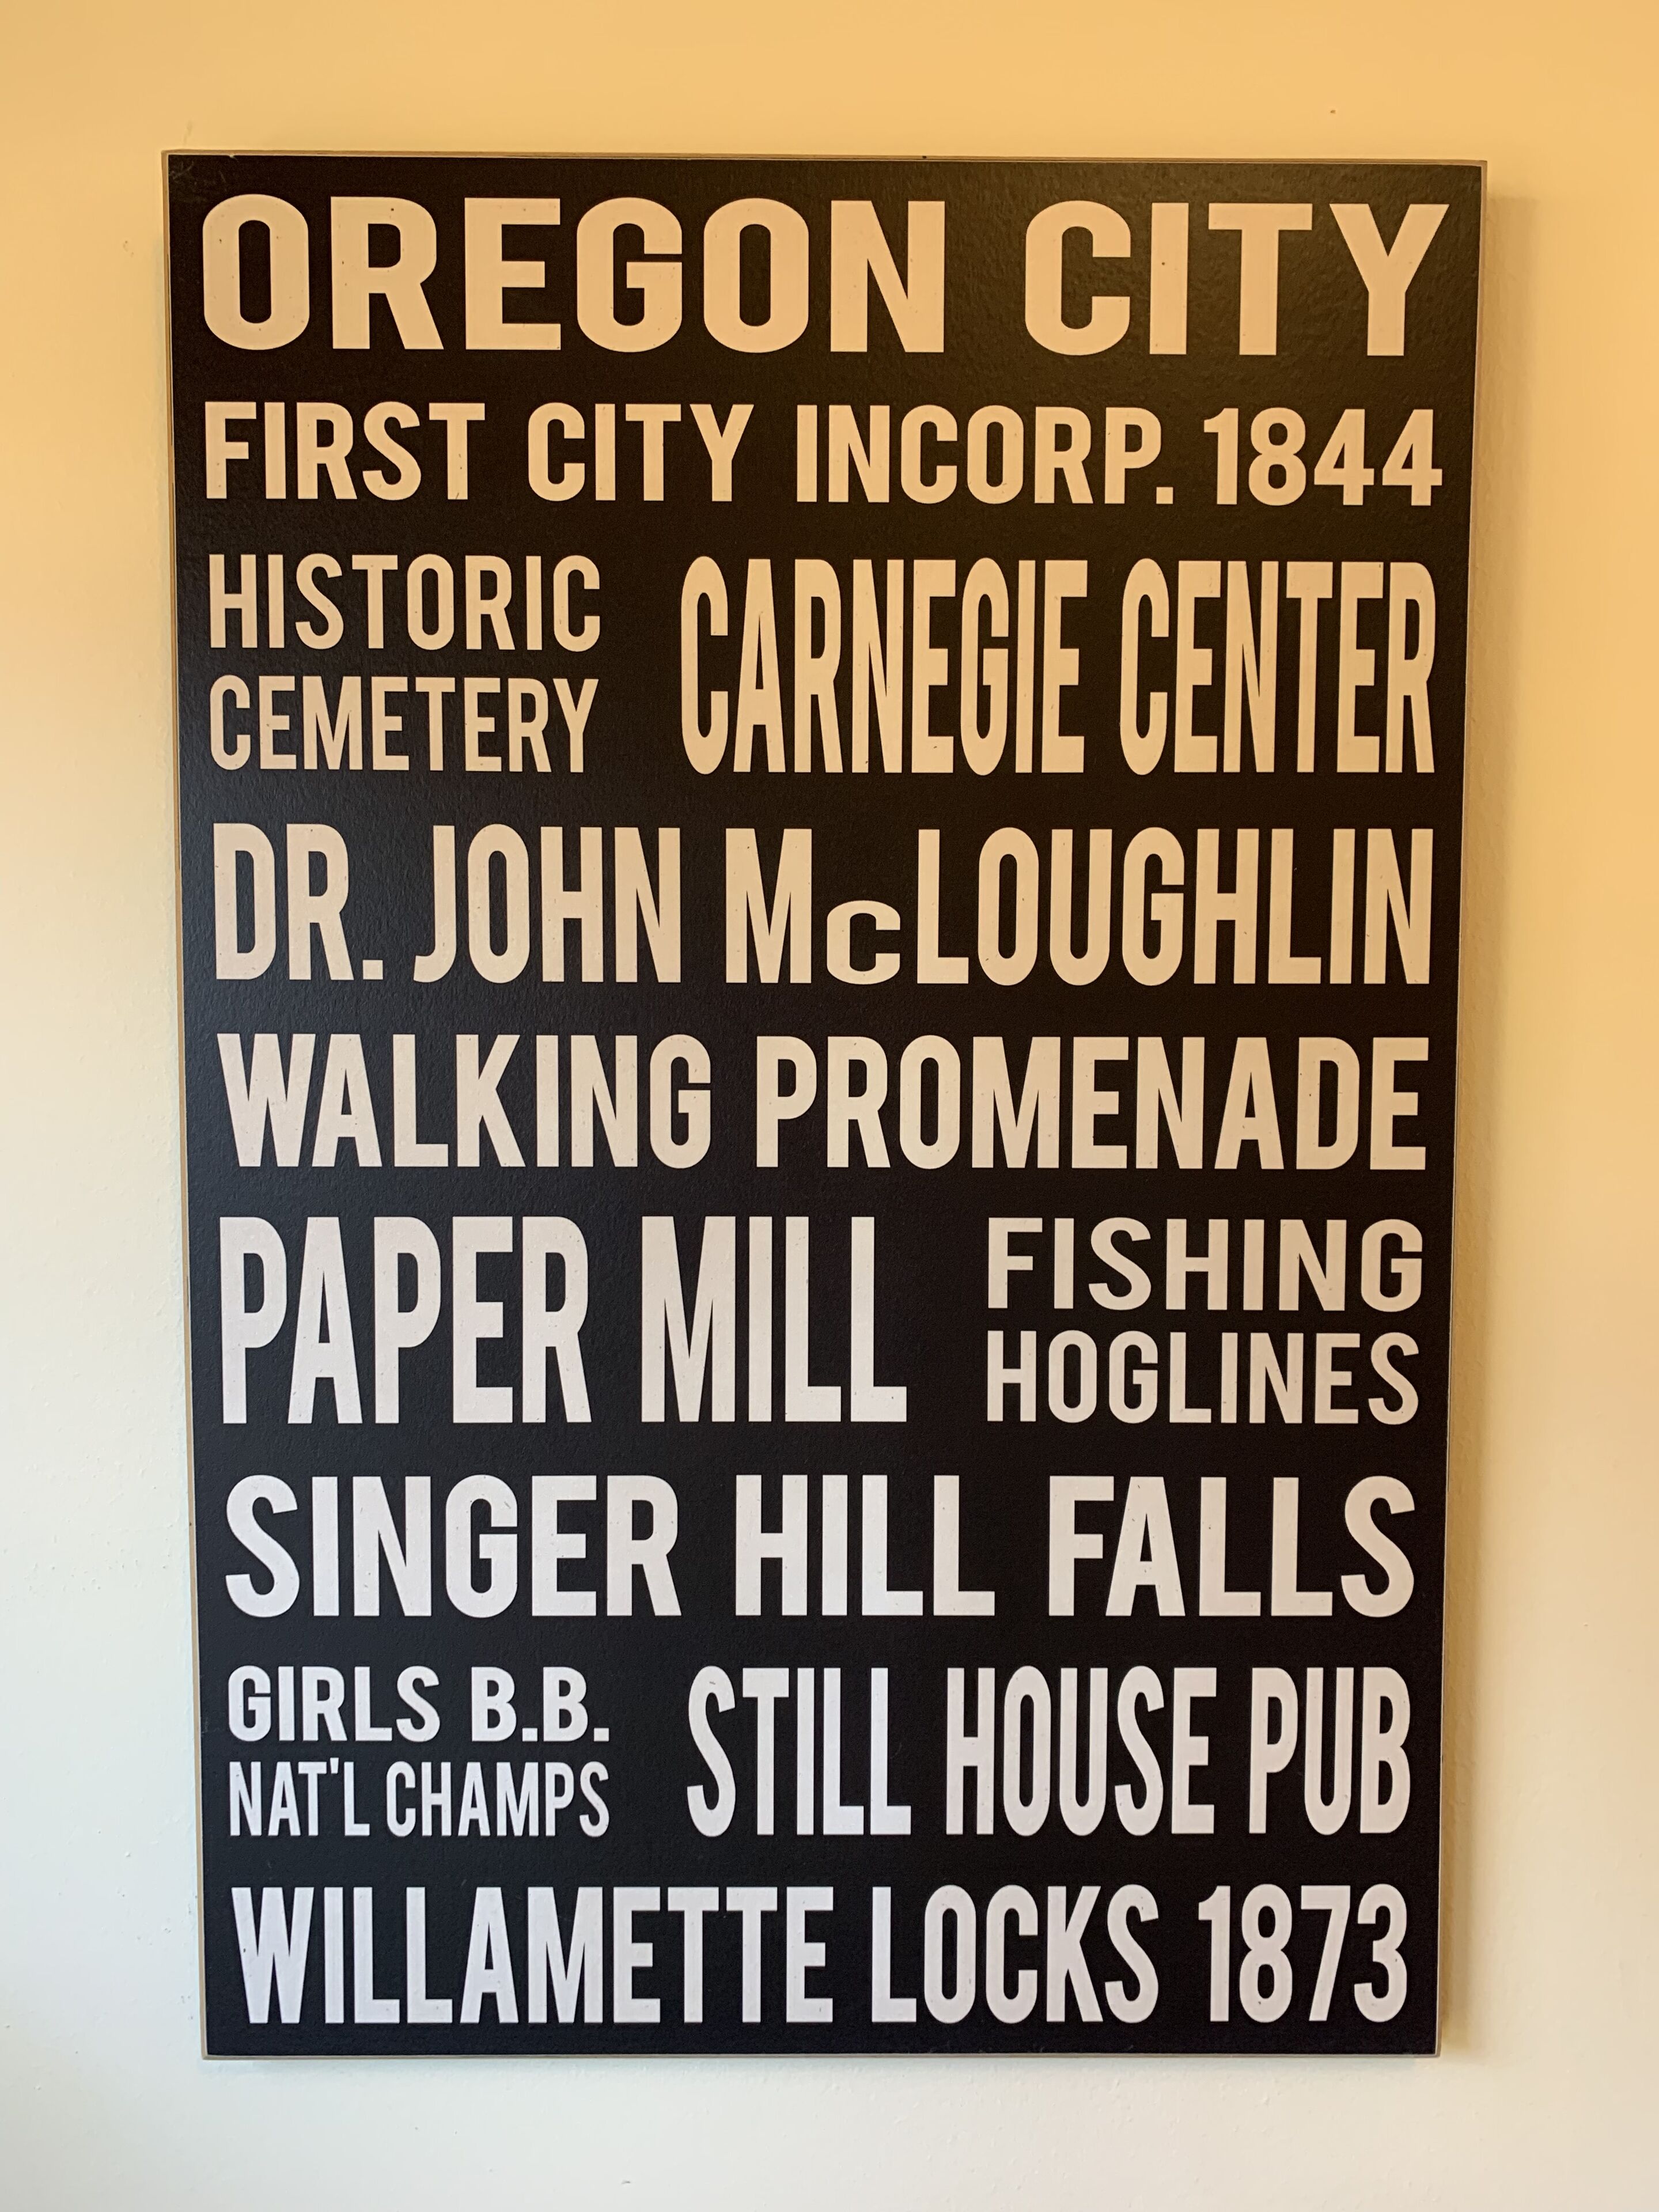 OREGON CITY
FIRST CITY INCORP. 1844
HISTORIC
CEMETERY
CARNEGIE CENTER
DR. JOHN McLOUGHLIN
WALKING PROMENADE
PAPER MILL
FISHING
HOGLINES
SINGER HILL FALLS
GIRLS B.B.
NAT'L CHAMPS
STILL HOUSE PUB
WILLAMETTE LOCKS 1873